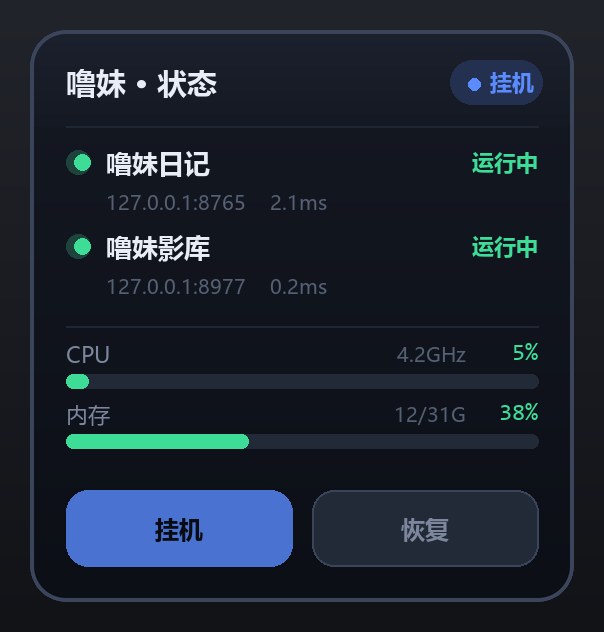 噜妹·状态 挂机
噜妹日记 运行中
127.0.0.1:8765 2.1ms
噜妹影库 运行中
127.0.0.1:8977 0.2ms
CPU 4.2GHz 5%
内存 12/31G 38%
挂机 恢复